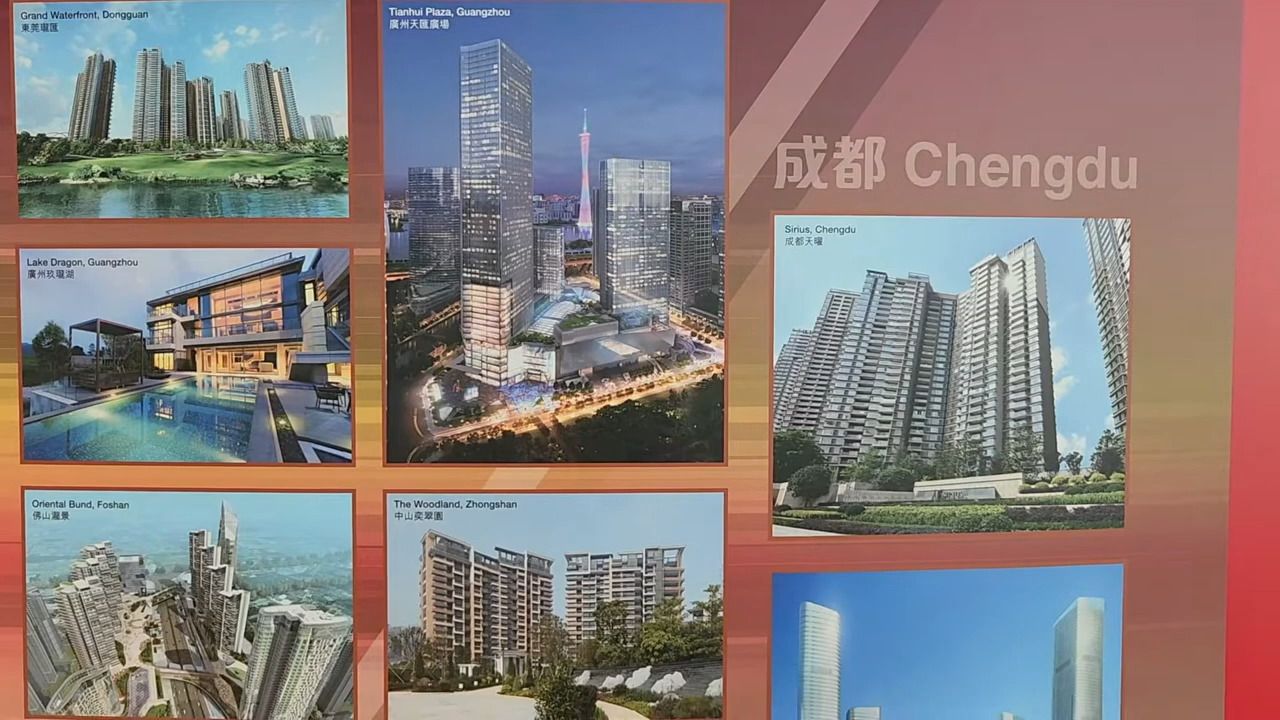 Grand Waterfront, Dongguan
東莞瓏匯
Tianhui Plaza, Guangzhou
廣州天匯廣場
成都 Chengdu
Sirius, Chengdu
成都天曜
Lake Dragon, Guangzhou
廣州玖瓏湖
Oriental Bund, Foshan
佛山瀧景
The Woodland, Zhongshan
中山奕翠園